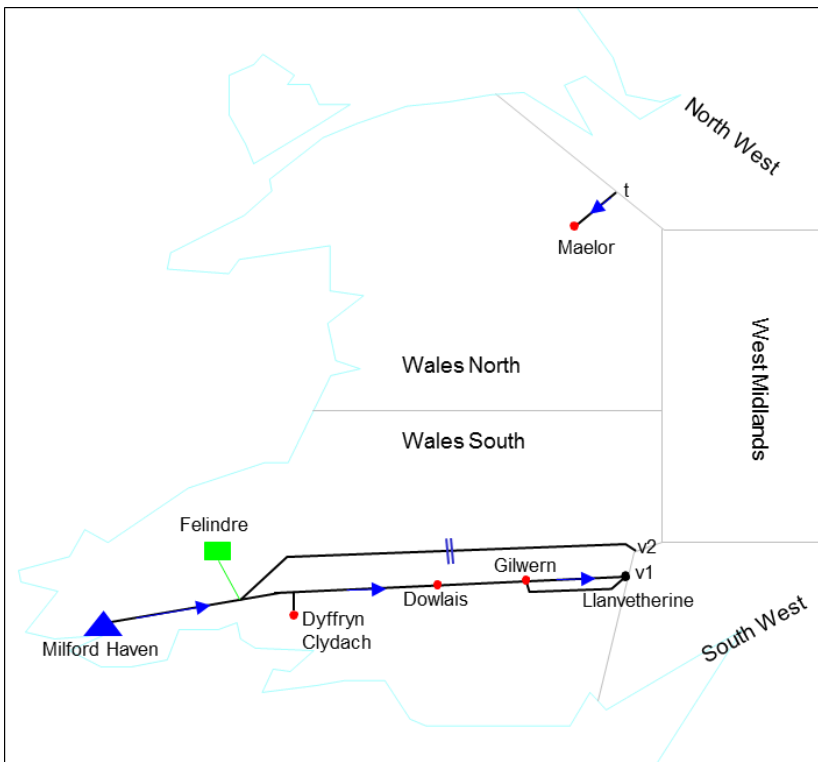 North West
t
Maelor
West Midlands
Wales North
Wales South
Felindre
v2
Gilwern
v1
Dowlais
Llanvetherine
Dyffryn
Clydach
Milford Haven
South West